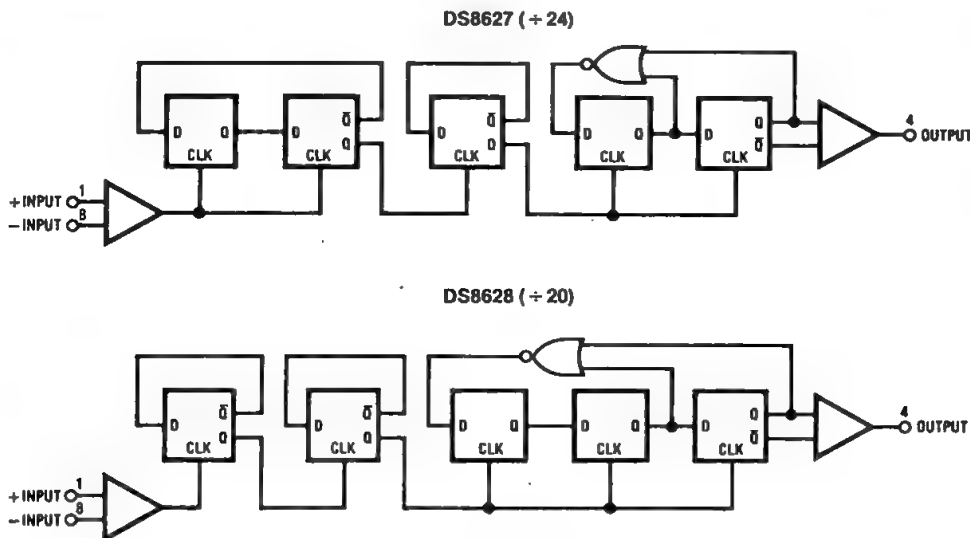 DS8627 (÷24)
D Q
CLK
D Q̅
Q
CLK
D Q̅
Q
CLK
D Q
CLK
D Q
Q̅
CLK
4
OUTPUT
+INPUT 1
−INPUT 8
DS8628 (÷20)
D Q̅
Q
CLK
D Q̅
Q
CLK
D Q
CLK
D Q
CLK
D Q
Q̅
CLK
4
OUTPUT
+INPUT 1
−INPUT 8